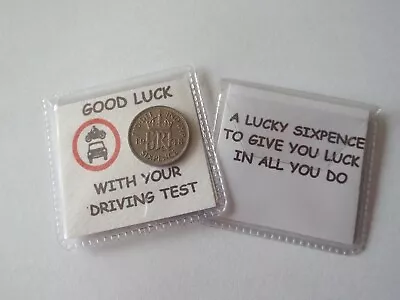 GOOD LUCK
WITH YOUR
DRIVING TEST
A LUCKY SIXPENCE
TO GIVE YOU LUCK
IN ALL YOU DO